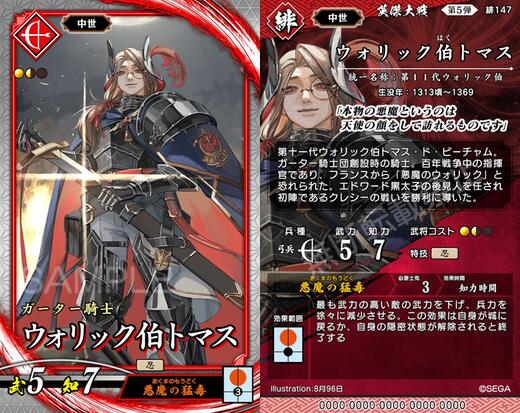 中世
ガーター騎士
ウォリック伯トマス
忍
武5 知7
あくまのもうどく
悪魔の猛毒
3
SAMPLE
緋
中世
英傑大戦
第5弾
緋147
はく
ウォリック伯トマス
統一名称:第11代ウォリック伯
生没年:1313頃~1369
「本物の悪魔というのは
天使の顔をして訪れるものです」
第十一代ウォリック伯トマス・ド・ビーチャム。
ガーター騎士団創設時の騎士。百年戦争中の指揮
官であり、フランスから「悪魔のウォリック」と
恐れられた。エドワード黒太子の後見人を任され
初陣であるクレシーの戦いを勝利に導いた。
兵種 武力 知力 武将コスト
弓兵 5 7 特技 忍
あくまのもうどく
悪魔の猛毒
必要士気 3
効果時間 知力時間
効果範囲
最も武力の高い敵の武力を下げ、兵力を
徐々に減少させる。この効果は自身が城に
戻るか、自身の隠密状態が解除されると終
了する
Illustration:8月96日
©SEGA
0000-0000-0000-0000-0000